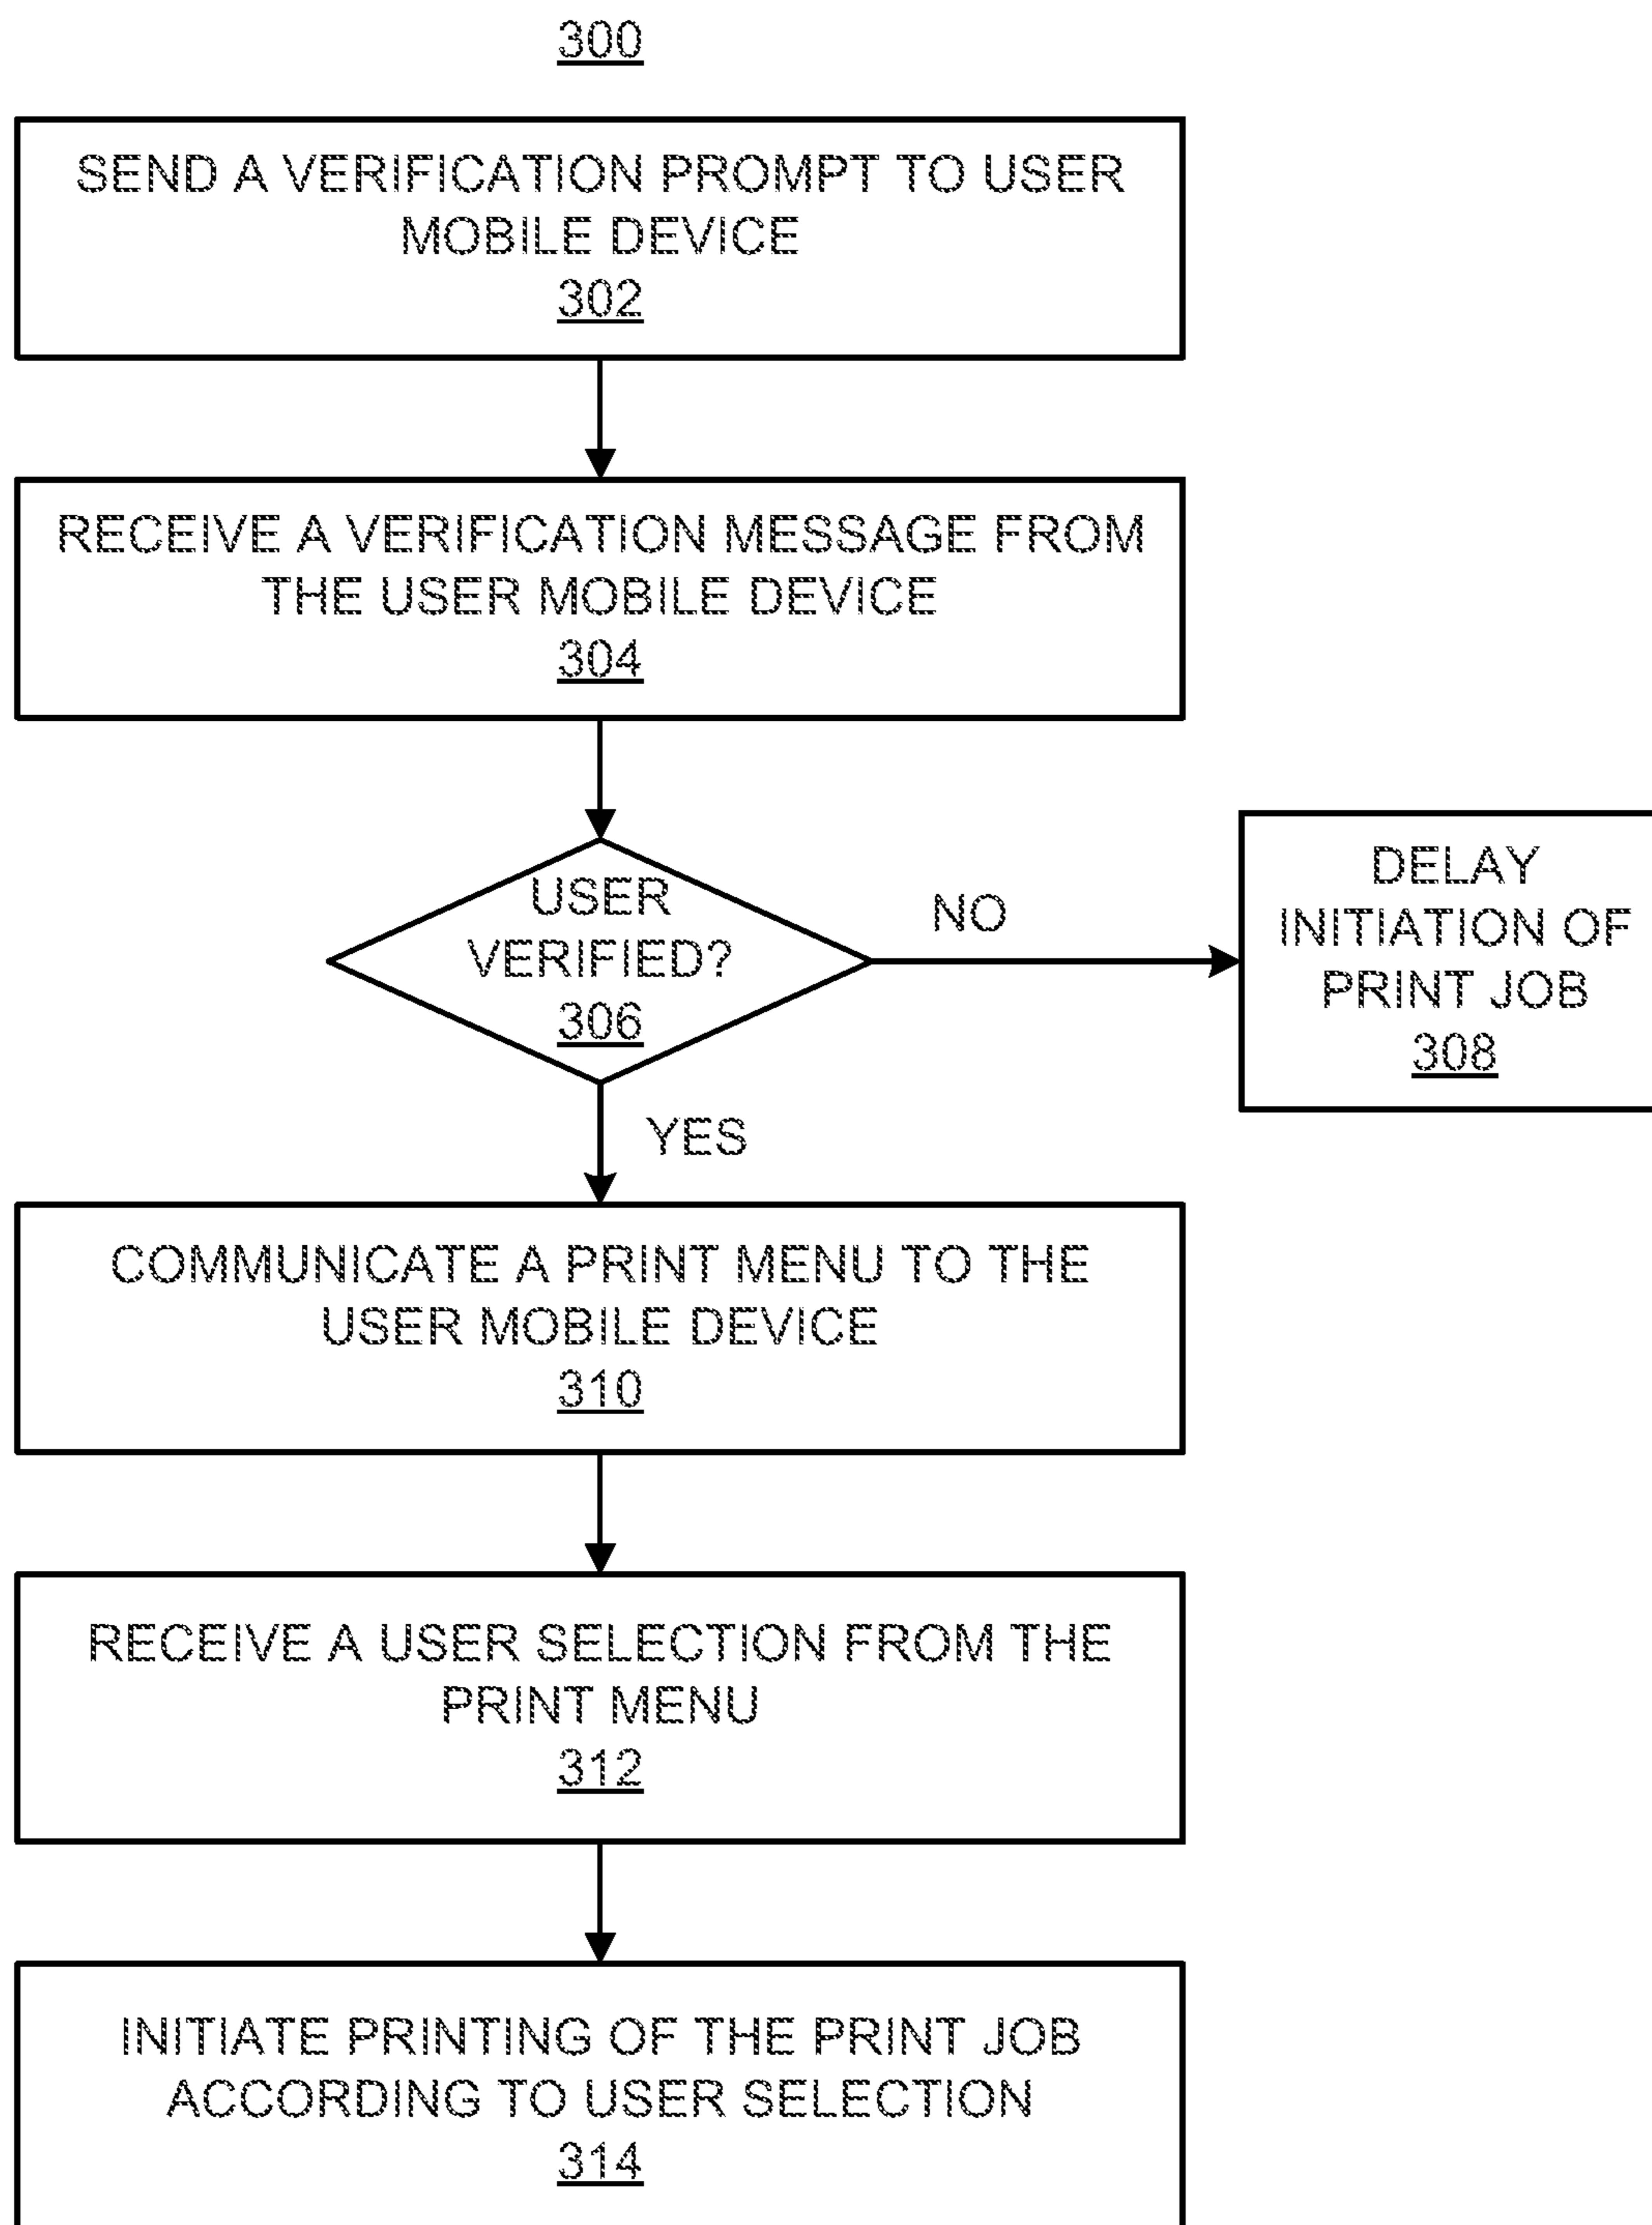 300
SEND A VERIFICATION PROMPT TO USER
MOBILE DEVICE
302
RECEIVE A VERIFICATION MESSAGE FROM
THE USER MOBILE DEVICE
304
USER
VERIFIED?
306
NO
DELAY
INITIATION OF
PRINT JOB
308
YES
COMMUNICATE A PRINT MENU TO THE
USER MOBILE DEVICE
310
RECEIVE A USER SELECTION FROM THE
PRINT MENU
312
INITIATE PRINTING OF THE PRINT JOB
ACCORDING TO USER SELECTION
314